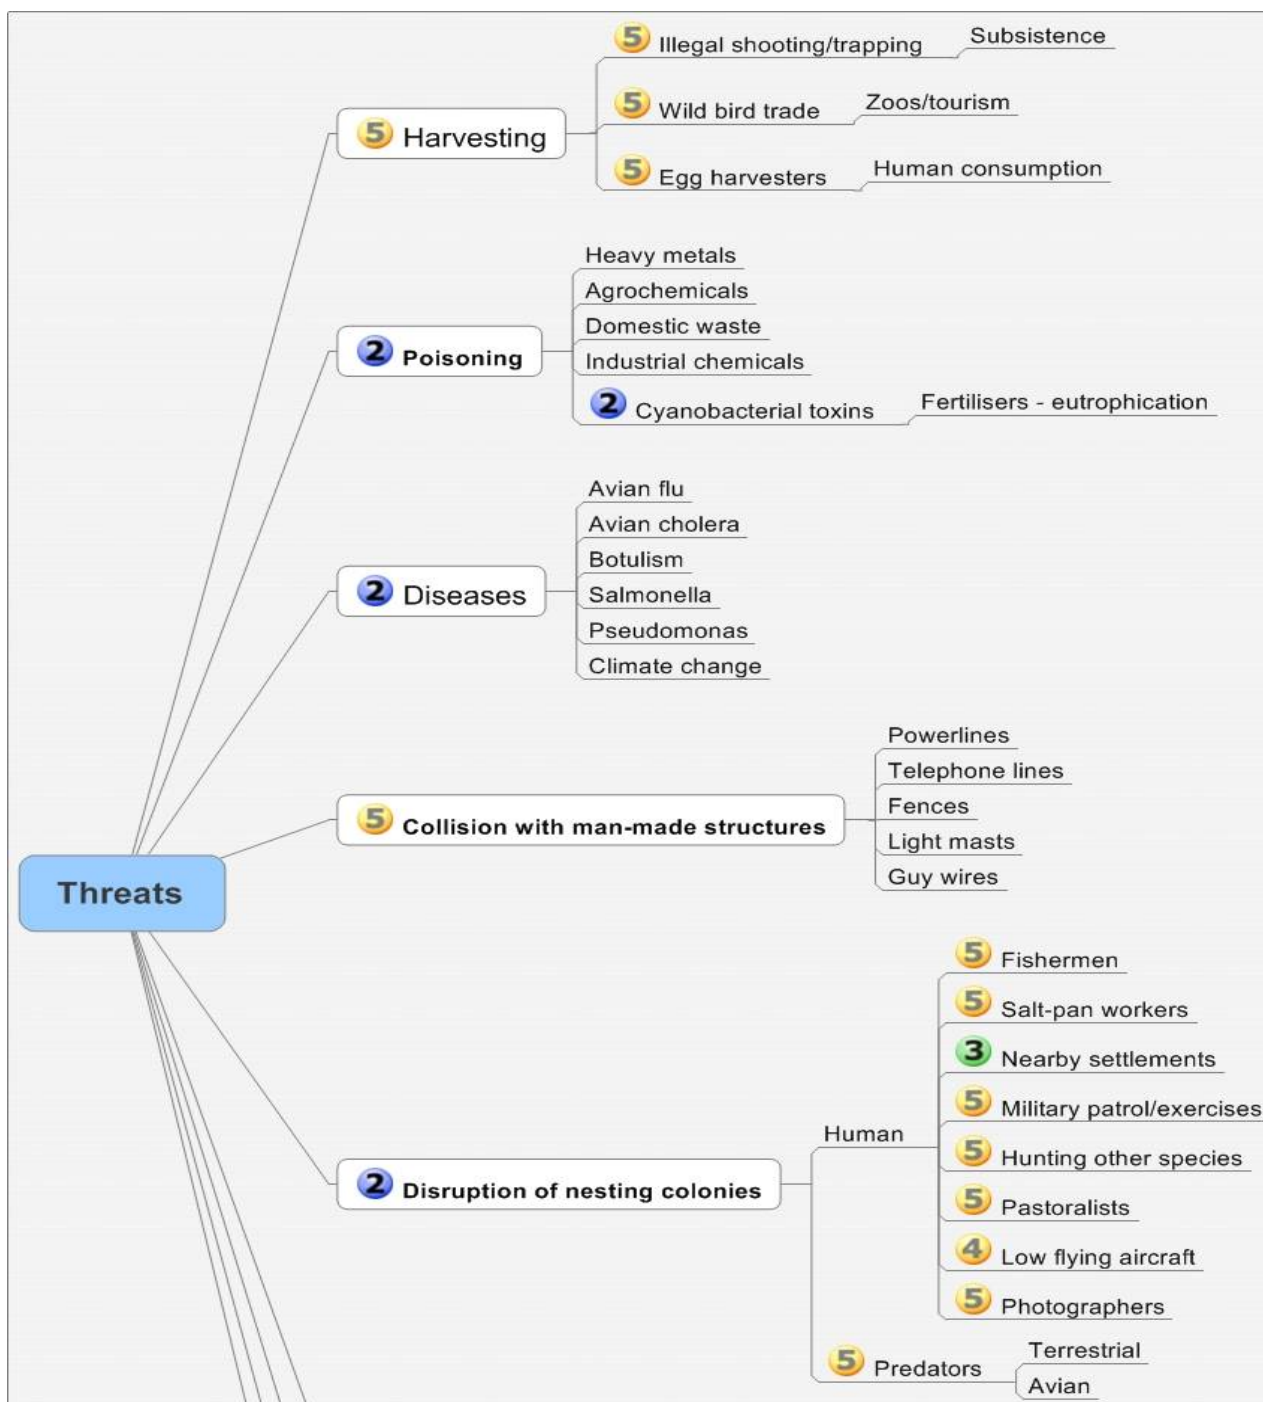 5 Illegal shooting/trapping
Subsistence
5 Wild bird trade
Zoos/tourism
5 Harvesting
5 Egg harvesters
Human consumption
Heavy metals
Agrochemicals
Domestic waste
2 Poisoning
Industrial chemicals
2 Cyanobacterial toxins
Fertilisers - eutrophication
Avian flu
Avian cholera
Botulism
2 Diseases
Salmonella
Pseudomonas
Climate change
Powerlines
Telephone lines
Fences
5 Collision with man-made structures
Light masts
Guy wires
Threats
5 Fishermen
5 Salt-pan workers
3 Nearby settlements
5 Military patrol/exercises
Human
5 Hunting other species
2 Disruption of nesting colonies
5 Pastoralists
4 Low flying aircraft
5 Photographers
5 Predators
Terrestrial
Avian